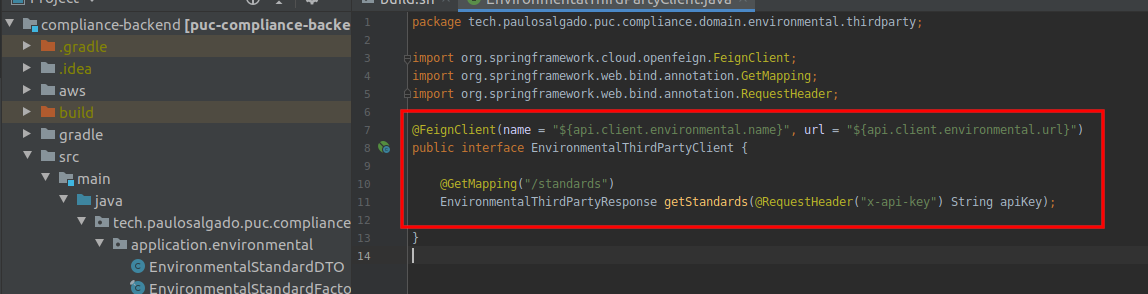 Project
Build.sh
EnvironmentalThirdPartyClient.java
compliance-backend [puc-compliance-backe
.gradle
.idea
aws
build
gradle
src
main
java
tech.paulosalgado.puc.compliance
application.environmental
EnvironmentalStandardDTO
EnvironmentalStandardFacto
1 package tech.paulosalgado.puc.compliance.domain.environmental.thirdparty;
2
3 import org.springframework.cloud.openfeign.FeignClient;
4 import org.springframework.web.bind.annotation.GetMapping;
5 import org.springframework.web.bind.annotation.RequestHeader;
6
7 @FeignClient(name = "${api.client.environmental.name}", url = "${api.client.environmental.url}")
8 public interface EnvironmentalThirdPartyClient {
9
10 @GetMapping("/standards")
11 EnvironmentalThirdPartyResponse getStandards(@RequestHeader("x-api-key") String apiKey);
12
13 }
14